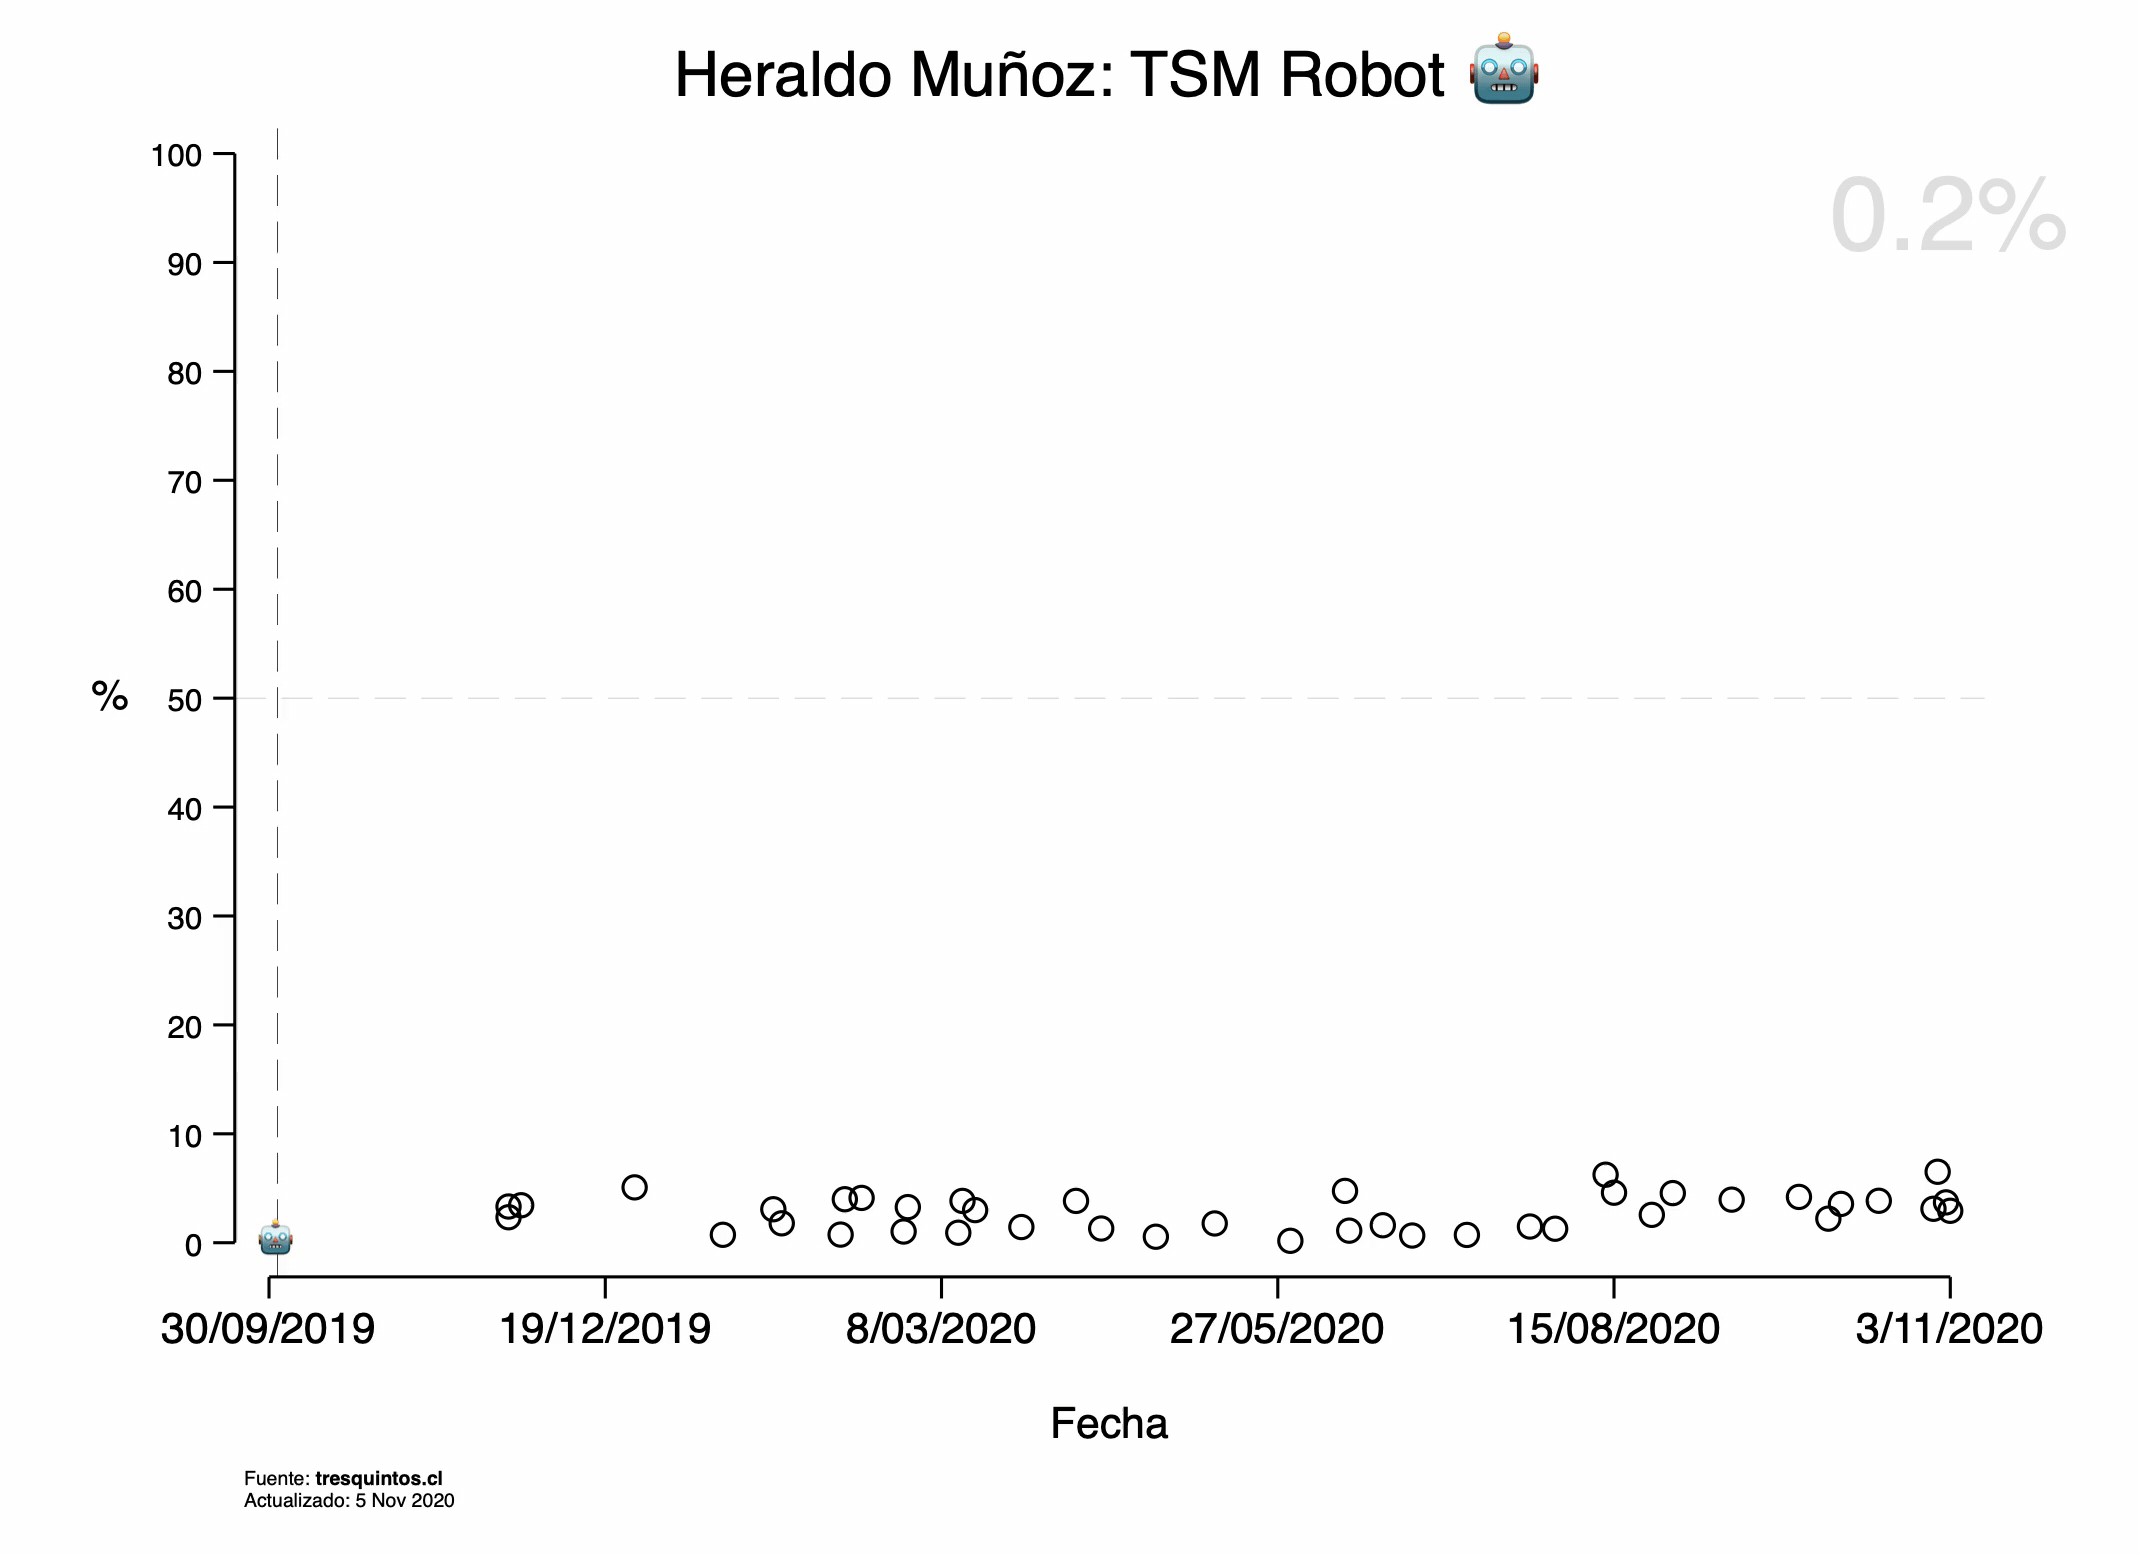 Heraldo Muñoz: TSM Robot 🤖
0.2%
100
90
80
70
60
50
40
30
20
10
0
%
30/09/2019 19/12/2019 8/03/2020 27/05/2020 15/08/2020 3/11/2020
Fecha
Fuente: tresquintos.cl
Actualizado: 5 Nov 2020